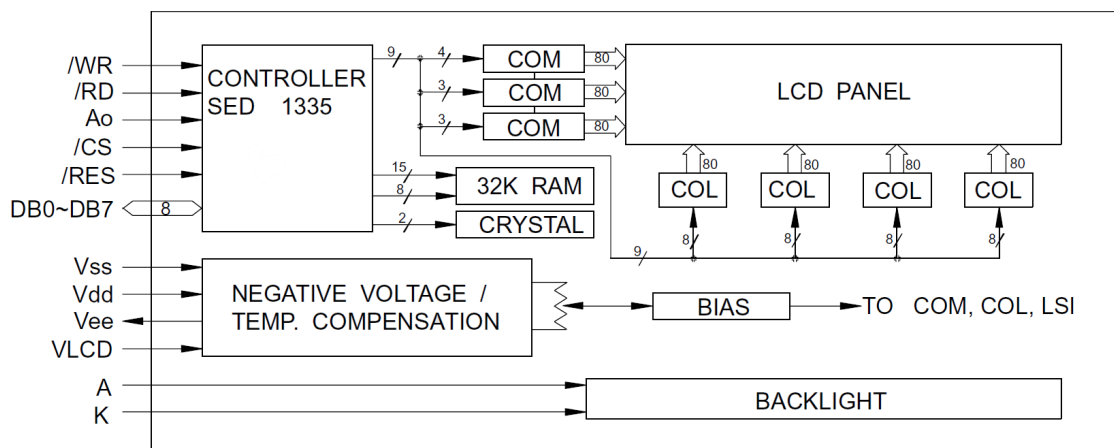 /WR
/RD
Ao
/CS
/RES
DB0~DB7
8
CONTROLLER
SED 1335
9
4
COM
80
3
COM
80
3
COM
80
LCD PANEL
15
8
32K RAM
2
CRYSTAL
80
80
80
80
COL
COL
COL
COL
8
8
8
8
9
Vss
Vdd
Vee
VLCD
NEGATIVE VOLTAGE /
TEMP. COMPENSATION
BIAS
TO COM, COL, LSI
A
K
BACKLIGHT